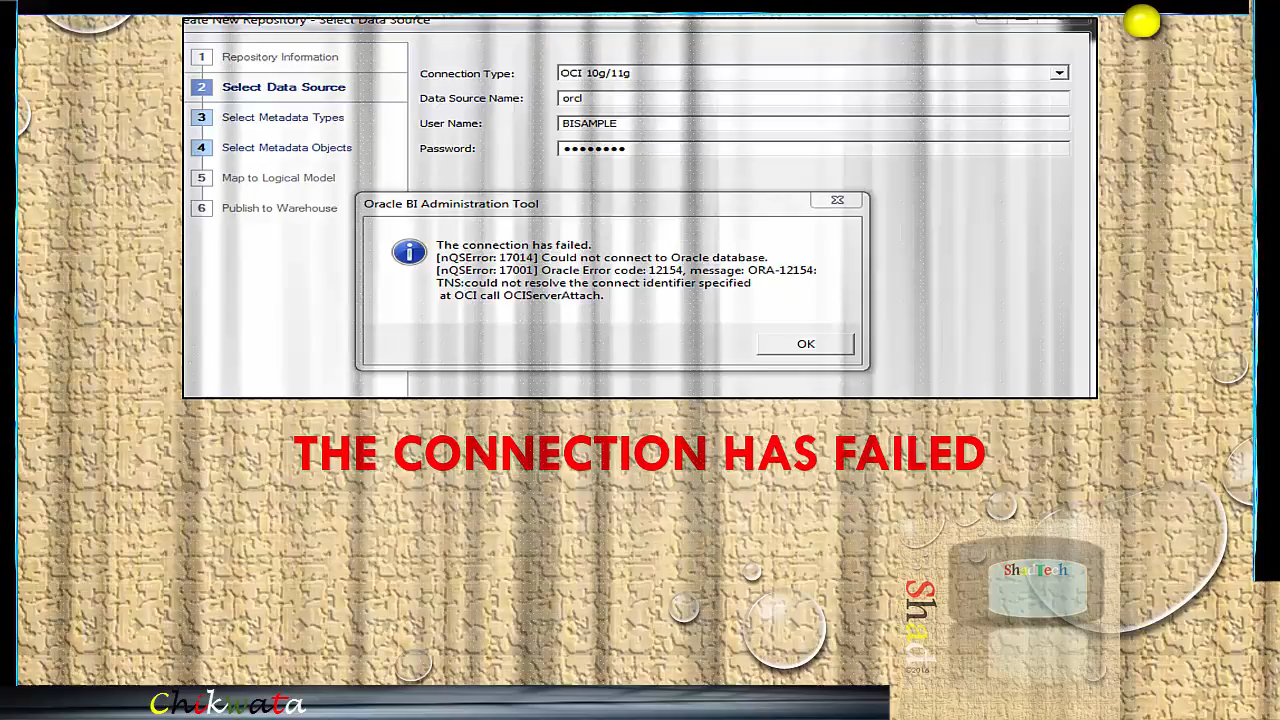 eate New Repository - Select Data Source
1 Repository Information
2 Select Data Source
3 Select Metadata Types
4 Select Metadata Objects
5 Map to Logical Model
6 Publish to Warehouse
Connection Type: OCI 10g/11g
Data Source Name: orcl
User Name: BISAMPLE
Password: ••••••••
Oracle BI Administration Tool
The connection has failed.
[nQSError: 17014] Could not connect to Oracle database.
[nQSError: 17001] Oracle Error code: 12154, message: ORA-12154:
TNS:could not resolve the connect identifier specified
at OCI call OCIServerAttach.
OK
THE CONNECTION HAS FAILED
ShadTech
Shad
Chikwata